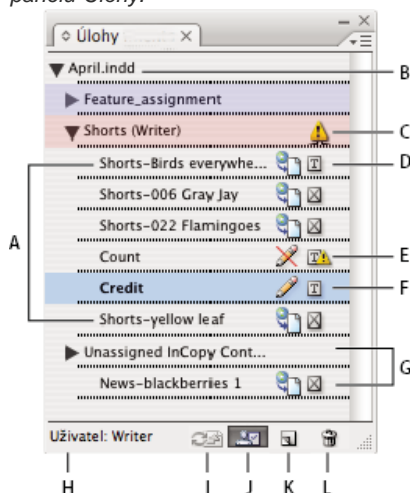 panelu Úlohy.
Úlohy
April.indd
B
Feature_assignment
Shorts (Writer)
C
Shorts-Birds everywhe...
T
D
Shorts-006 Gray Jay
Shorts-022 Flamingoes
A
Count
T
E
Credit
T
F
Shorts-yellow leaf
Unassigned InCopy Cont...
G
News-blackberries 1
Uživatel: Writer
H
I
J
K
L